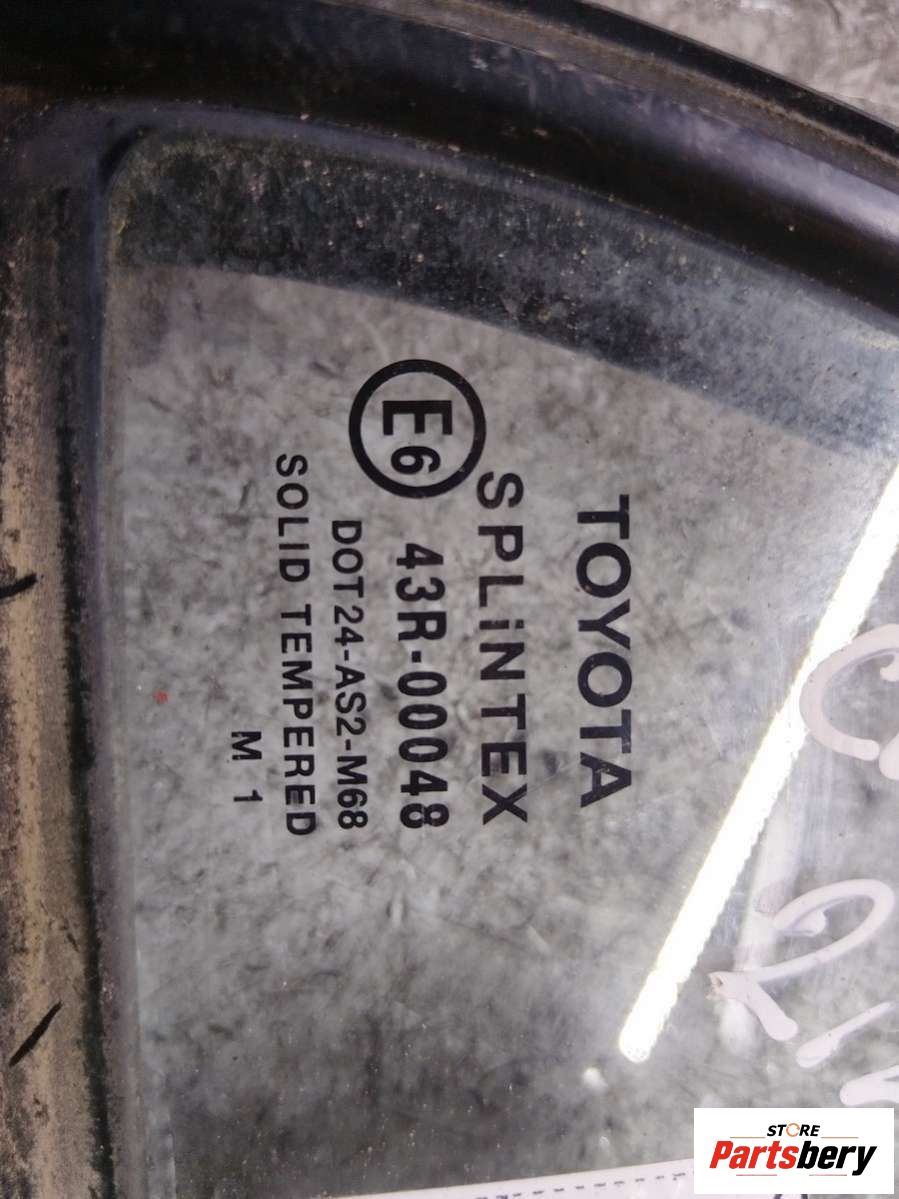 TOYOTA
SPLiNTEX
E6 43R-00048
DOT24-AS2-M68
SOLID TEMPERED
M 1
STORE
Partsbery